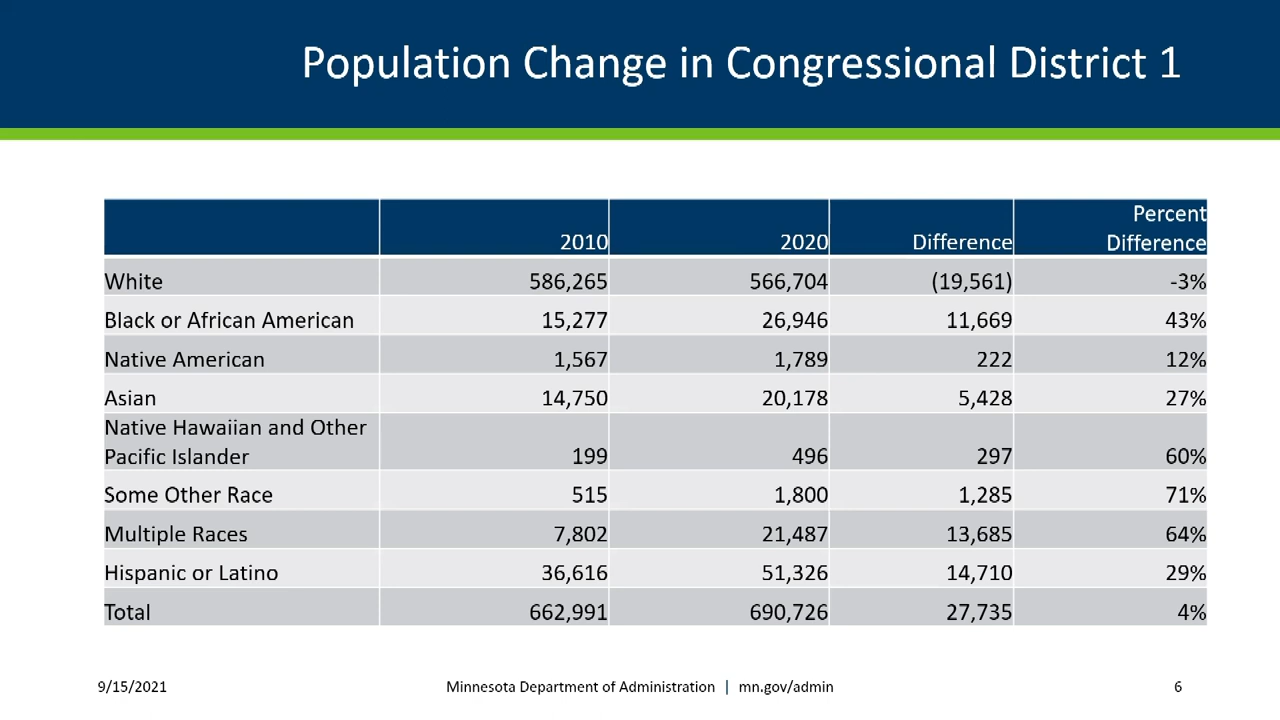 Population Change in Congressional District 1
2010 2020 Difference Percent Difference
White 586,265 566,704 (19,561) -3%
Black or African American 15,277 26,946 11,669 43%
Native American 1,567 1,789 222 12%
Asian 14,750 20,178 5,428 27%
Native Hawaiian and Other
Pacific Islander 199 496 297 60%
Some Other Race 515 1,800 1,285 71%
Multiple Races 7,802 21,487 13,685 64%
Hispanic or Latino 36,616 51,326 14,710 29%
Total 662,991 690,726 27,735 4%
9/15/2021 Minnesota Department of Administration | mn.gov/admin 6